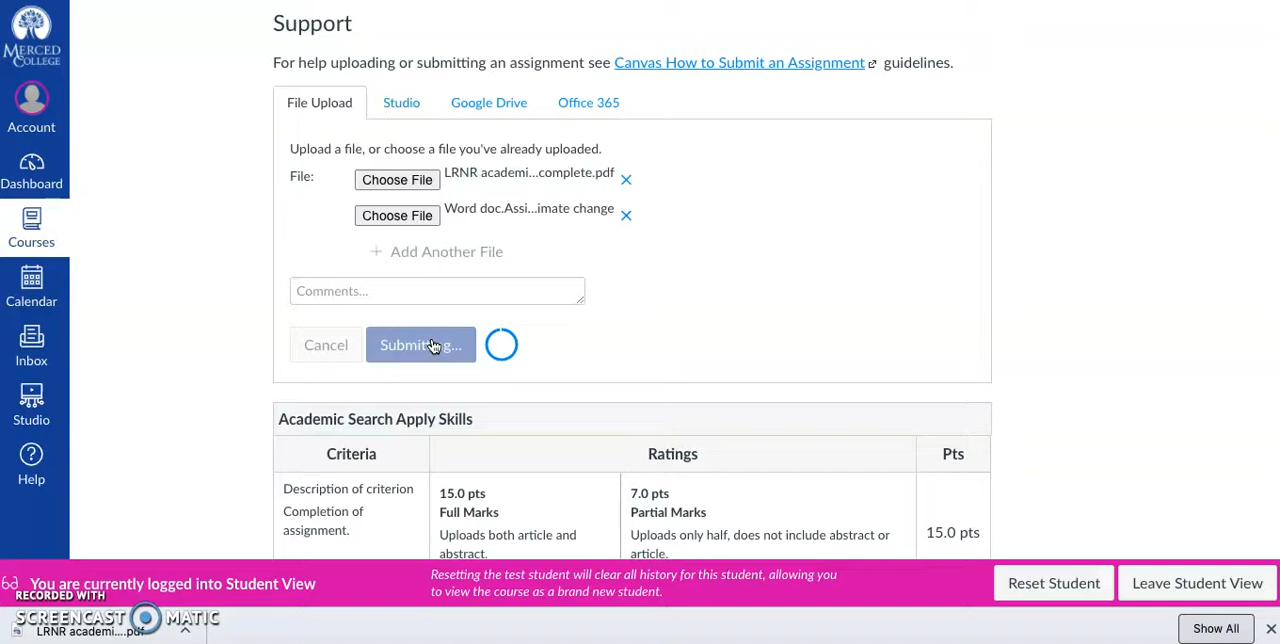 Support
For help uploading or submitting an assignment see Canvas How to Submit an Assignment guidelines.
File Upload Studio Google Drive Office 365
Upload a file, or choose a file you've already uploaded.
File: Choose File LRNR academi...complete.pdf
Choose File Word doc.Assi...imate change
+ Add Another File
Comments...
Cancel Submitting...
Academic Search Apply Skills
Criteria Ratings Pts
Description of criterion
Completion of
assignment.
15.0 pts
Full Marks
Uploads both article and
abstract.
7.0 pts
Partial Marks
Uploads only half, does not include abstract or
article.
15.0 pts
MERCED
COLLEGE
Account
Dashboard
Courses
Calendar
Inbox
Studio
Help
You are currently logged into Student View
Resetting the test student will clear all history for this student, allowing you
to view the course as a brand new student.
Reset Student Leave Student View
RECORDED WITH
SCREENCAST MATIC
LRNR academi....pdf
Show All